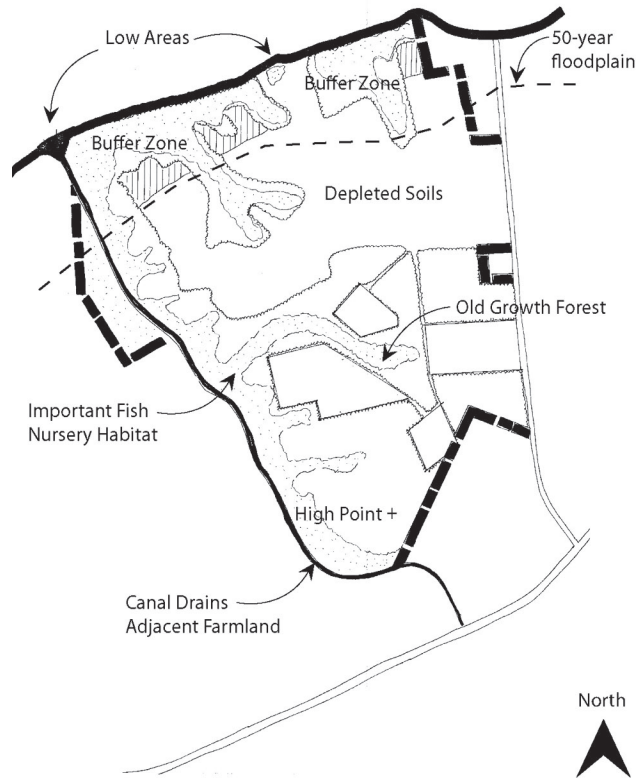 Low Areas
50-year
floodplain
Buffer Zone
Buffer Zone
Depleted Soils
Old Growth Forest
Important Fish
Nursery Habitat
High Point +
Canal Drains
Adjacent Farmland
North